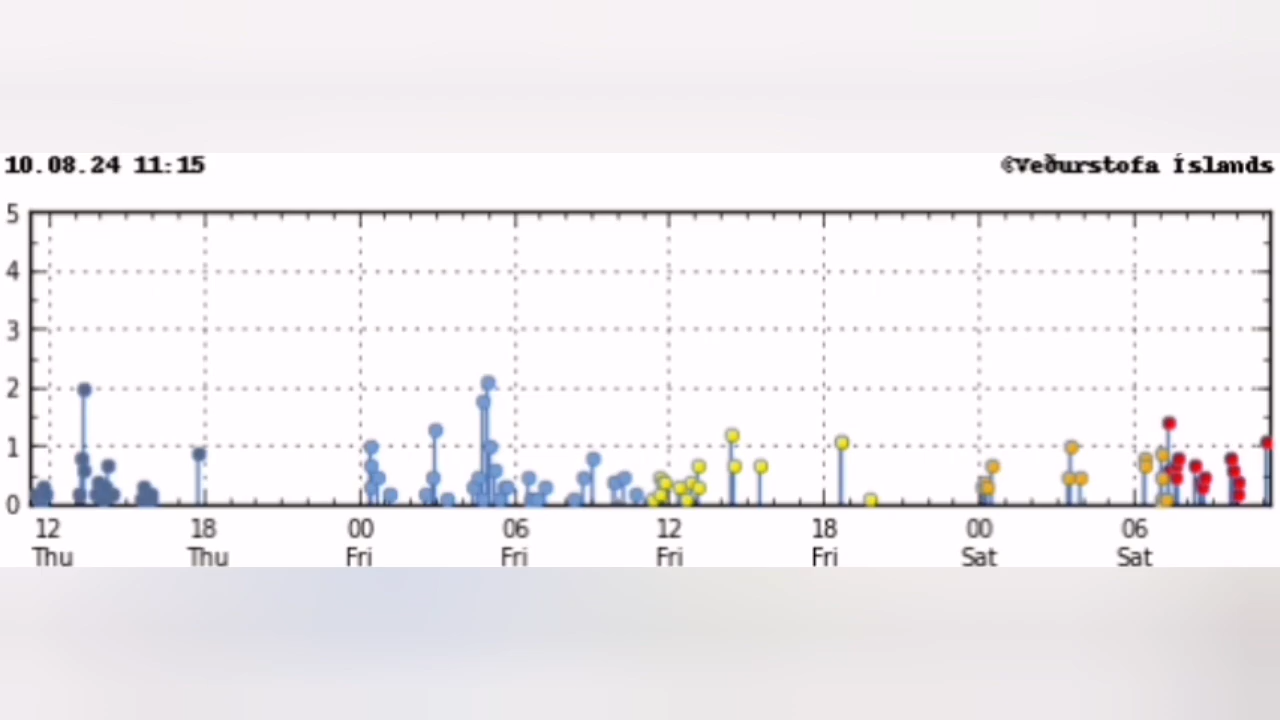 10.08.24 11:15 ©Veðurstofa Íslands
5
4
3
2
1
0
12 18 00 06 12 18 00 06
Thu Thu Fri Fri Fri Fri Sat Sat